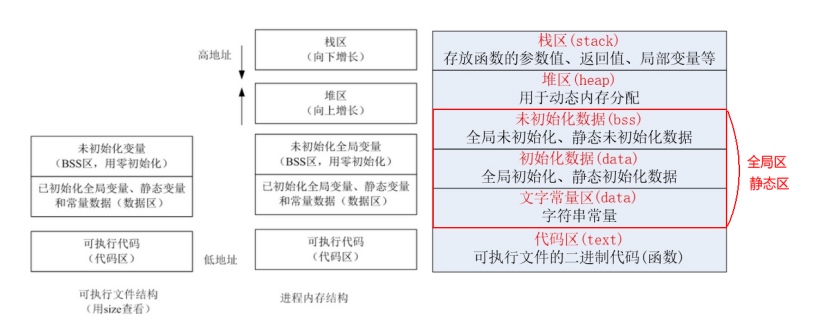 高地址
栈区
（向下增长）
堆区
（向上增长）
未初始化变量
（BSS区，用零初始化）
已初始化全局变量、静态变量
和常量数据（数据区）
可执行代码
（代码区）
可执行文件结构
（用size查看）
未初始化全局变量
（BSS区，用零初始化）
已初始化全局变量、静态变量
和常量数据（数据区）
低地址
可执行代码
（代码区）
进程内存结构
栈区(stack)
存放函数的参数值、返回值、局部变量等
堆区(heap)
用于动态内存分配
未初始化数据(bss)
全局未初始化、静态未初始化数据
初始化数据(data)
全局初始化、静态初始化数据
文字常量区(data)
字符串常量
代码区(text)
可执行文件的二进制代码(函数)
全局区
静态区